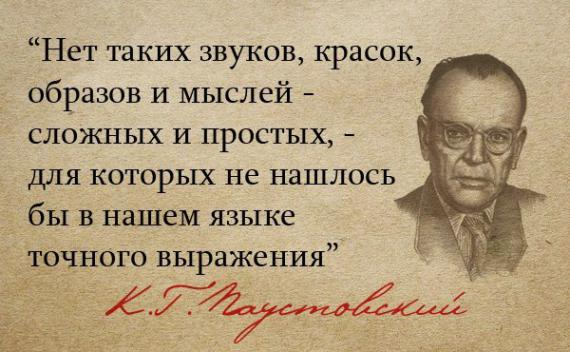 “Нет таких звуков, красок,
образов и мыслей -
сложных и простых, -
для которых не нашлось
бы в нашем языке
точного выражения”
К.Г. Паустовский